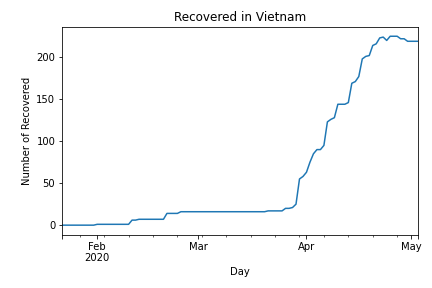 Recovered in Vietnam
200
150
100
50
0
Number of Recovered
Feb
2020
Mar
Apr
May
Day